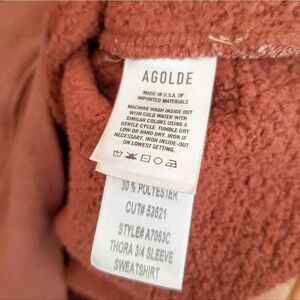 AGOLDE
MADE IN U.S.A. OF
IMPORTED MATERIALS
MACHINE WASH INSIDE OUT
WITH COLD WATER WITH
SIMILAR COLORS USING A
GENTLE CYCLE. TUMBLE DRY
LOW OR HAND DRY. IRON IF
NECESSARY, IRON INSIDE-OUT
ON LOWEST SETTING.
30% POLYESTER
CUT# 53521
STYLE# A7053C
THORA 3/4 SLEEVE
SWEATSHIRT